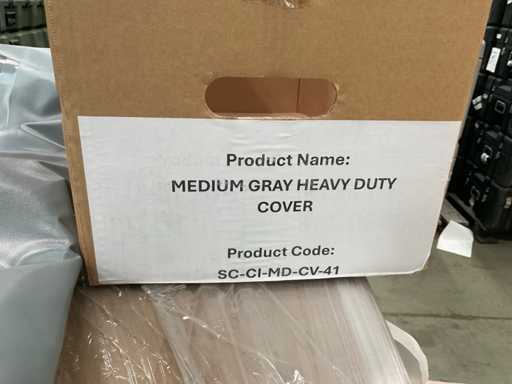 Product Name:
MEDIUM GRAY HEAVY DUTY
COVER
Product Code:
SC-CI-MD-CV-41